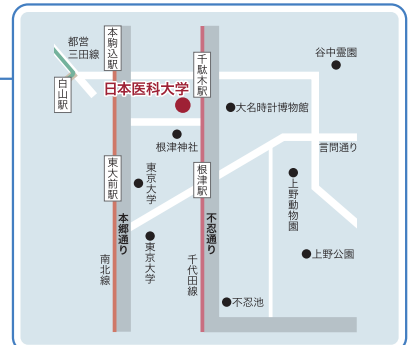 都営
三田線
本駒込駅
千駄木駅
谷中霊園
白山駅
日本医科大学
大名時計博物館
根津神社
言問通り
東大前駅
東京大学
根津駅
上野動物園
本郷通り
不忍通り
東京大学
上野公園
南北線
千代田線
不忍池